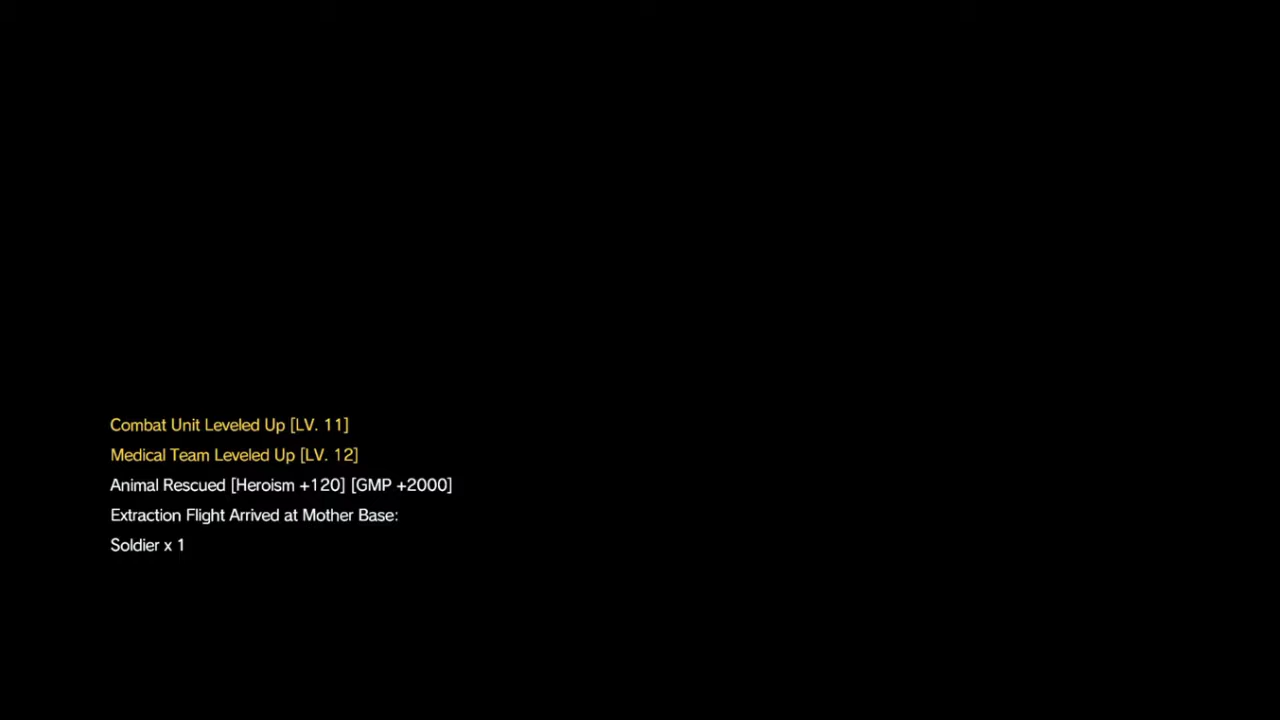 Combat Unit Leveled Up [LV. 11]
Medical Team Leveled Up [LV. 12]
Animal Rescued [Heroism +120] [GMP +2000]
Extraction Flight Arrived at Mother Base:
Soldier x 1